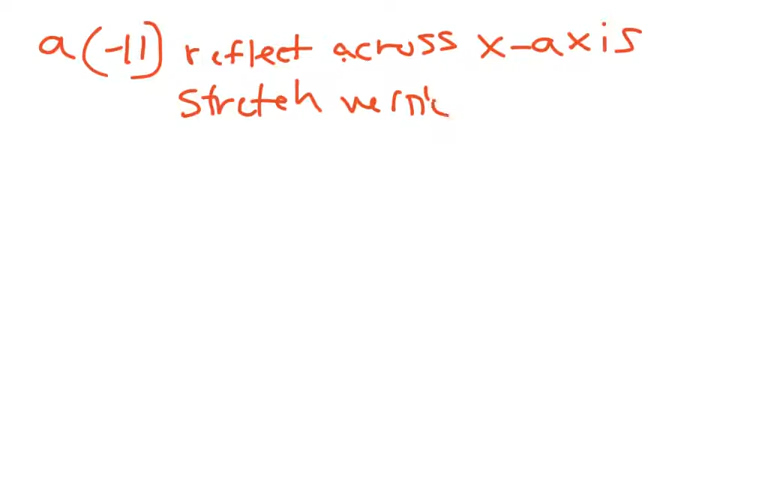 a (-11) reflect across x-axis
stretch vertic